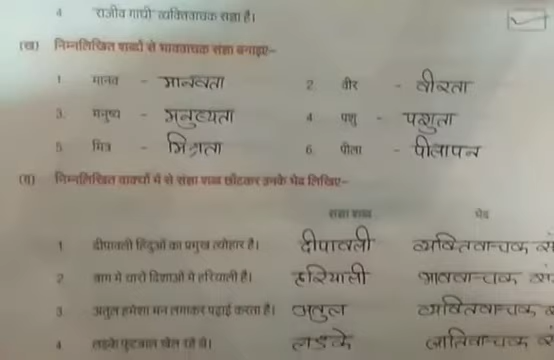 4 राजीव गांधी व्यक्तिवाचक संज्ञा है।
(ख) निम्नलिखित शब्दों से भाववाचक संज्ञा बनाइए–
1. मानव - मानवता 2. वीर - वीरता
3. मनुष्य - मनुष्यता 4 पशु - पशुता
5. मित्र - मित्रता 6. पीला - पीलापन
(ग) निम्नलिखित वाक्यों में से संज्ञा शब्द छाँटकर उनके भेद लिखिए–
संज्ञा शब्द भेद
1 दीपावली हिंदुओं का प्रमुख त्योहार है। दीपावली व्यक्तिवाचक सं
2 बाग में चारों दिशाओं में हरियाली है। हरियाली भाववाचक सं
3. अतुल हमेशा मन लगाकर पढ़ाई करता है। अतुल व्यक्तिवाचक स
4. लड़के फुटबाल खेल रहे थे। लडके जातिवाचक सं